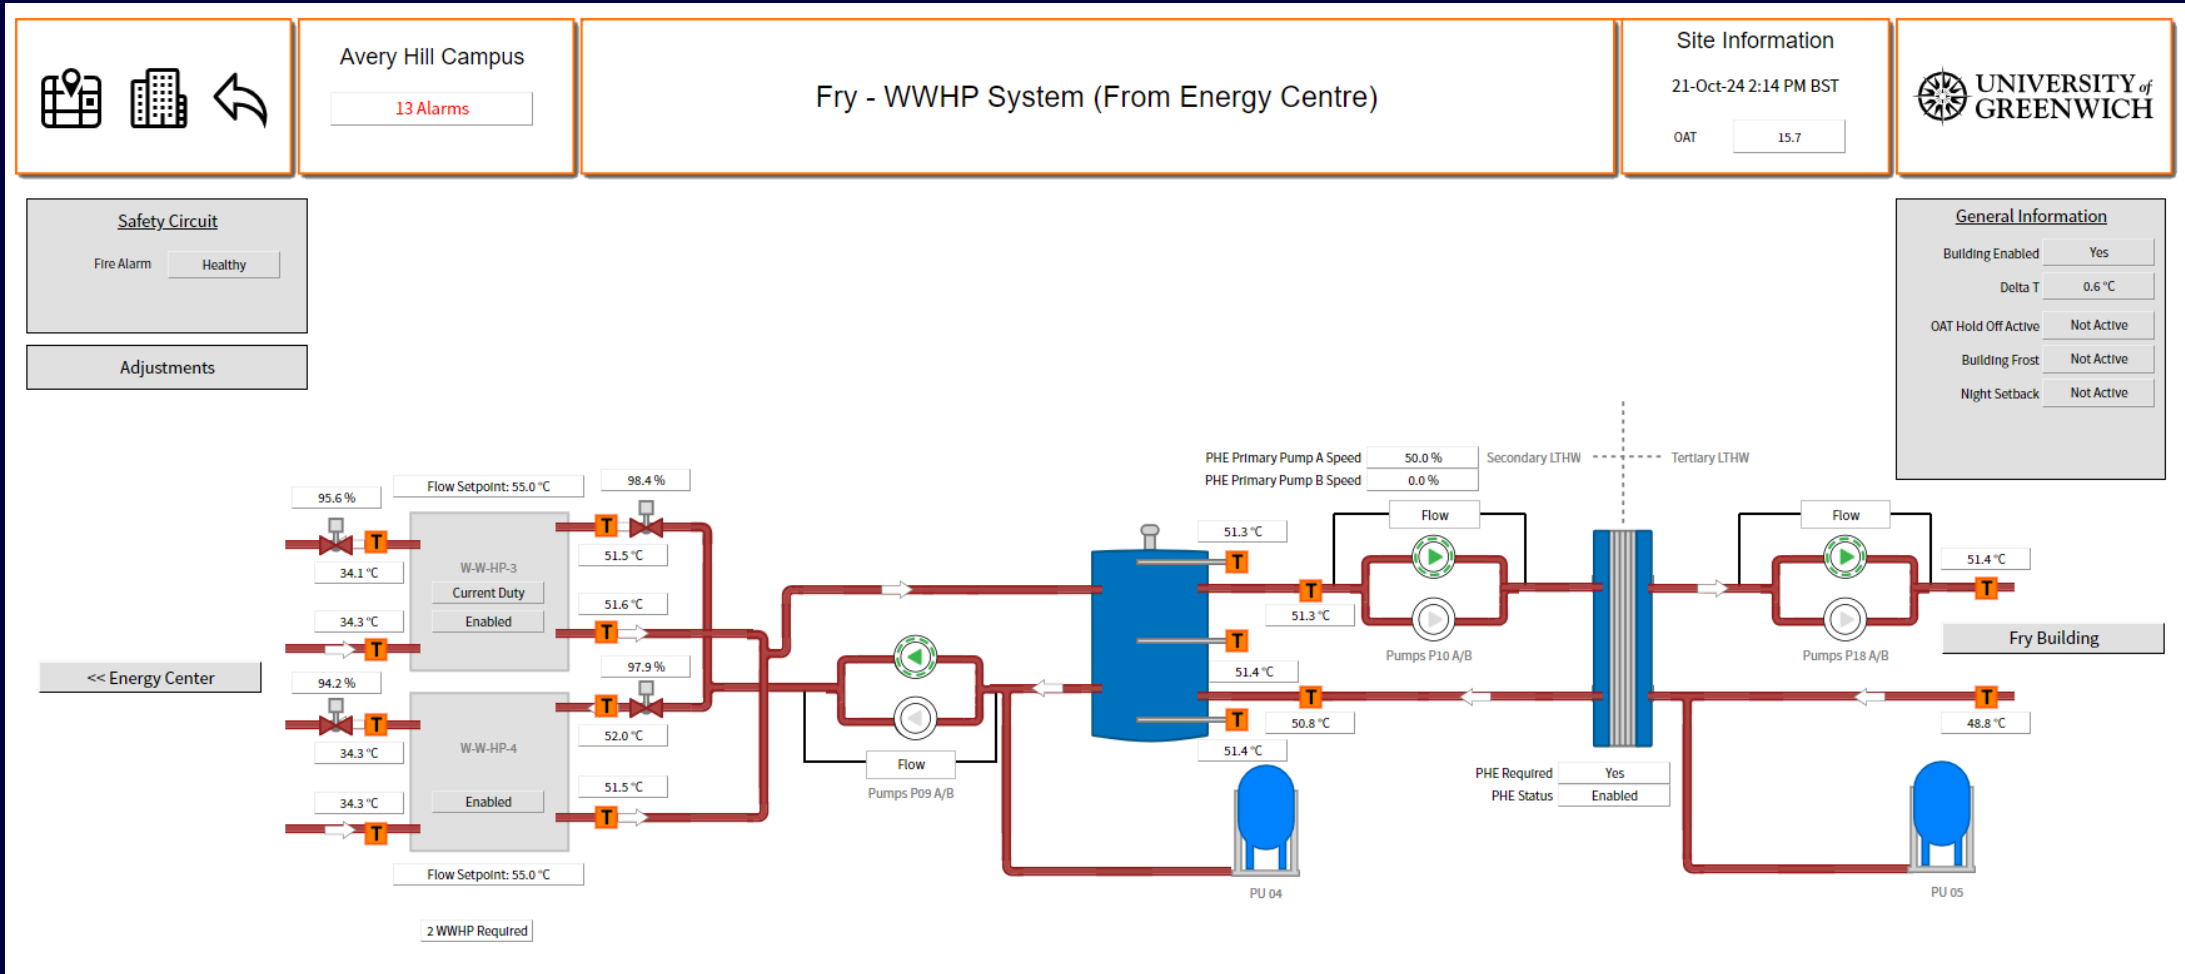 Avery Hill Campus
13 Alarms
Fry - WWHP System (From Energy Centre)
Site Information
21-Oct-24 2:14 PM BST
OAT 15.7
UNIVERSITY of
GREENWICH
Safety Circuit
Fire Alarm Healthy
Adjustments
General Information
Building Enabled Yes
Delta T 0.6 °C
OAT Hold Off Active Not Active
Building Frost Not Active
Night Setback Not Active
PHE Primary Pump A Speed 50.0 %
PHE Primary Pump B Speed 0.0 %
Secondary LTHW
Tertiary LTHW
95.6 %
Flow Setpoint: 55.0 °C
98.4 %
T
T
34.1 °C
51.5 °C
W-W-HP-3
Current Duty
Enabled
34.3 °C
51.6 °C
T
T
<< Energy Center
94.2 %
97.9 %
T
T
34.3 °C
52.0 °C
W-W-HP-4
Enabled
34.3 °C
51.5 °C
T
T
Flow Setpoint: 55.0 °C
2 WWHP Required
Flow
Pumps P09 A/B
51.3 °C
T
T
51.3 °C
T
51.4 °C
T
50.8 °C
T
51.4 °C
Flow
Pumps P10 A/B
PHE Required Yes
PHE Status Enabled
PU 04
Flow
Pumps P18 A/B
51.4 °C
T
Fry Building
T
48.8 °C
PU 05